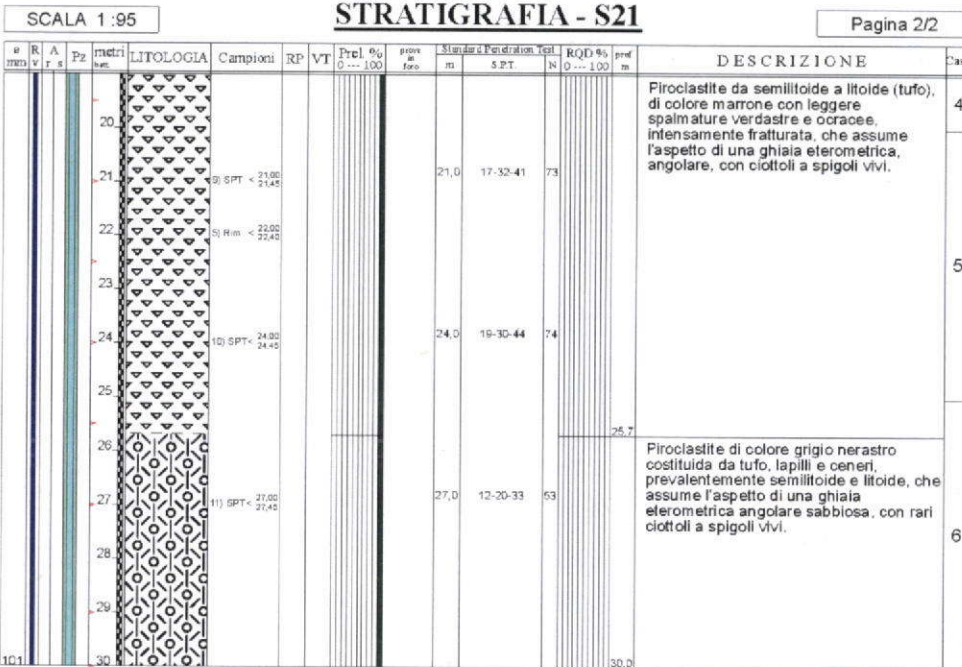 SCALA 1:95
STRATIGRAFIA - S21
Pagina 2/2
ø mm
R v
A r s
Pz
metri batt.
LITOLOGIA
Campioni
RP
VT
Prel. % 0 --- 100
prove in foro
Standard Penetration Test
m
S.P.T.
N
RQD % 0 --- 100
prof m
DESCRIZIONE
20
21
22
23
24
25
26
27
28
29
30
101
9) SPT < 21,00 21,45
5) Rim < 22,00 22,40
10) SPT < 24,00 24,45
11) SPT < 27,00 27,45
21,0 17-32-41 73
24,0 19-30-44 74
27,0 12-20-33 53
25,7
30,0
Piroclastite da semilitoide a litoide (tufo),
di colore marrone con leggere
spalmature verdastre e ocracee,
intensamente fratturata, che assume
l'aspetto di una ghiaia eterometrica,
angolare, con ciottoli a spigoli vivi.
Piroclastite di colore grigio nerastro
costituida da tufo, lapilli e ceneri,
prevalentemente semilitoide e litoide, che
assume l'aspetto di una ghiaia
eterometrica angolare sabbiosa, con rari
ciottoli a spigoli vivi.
4
5
6